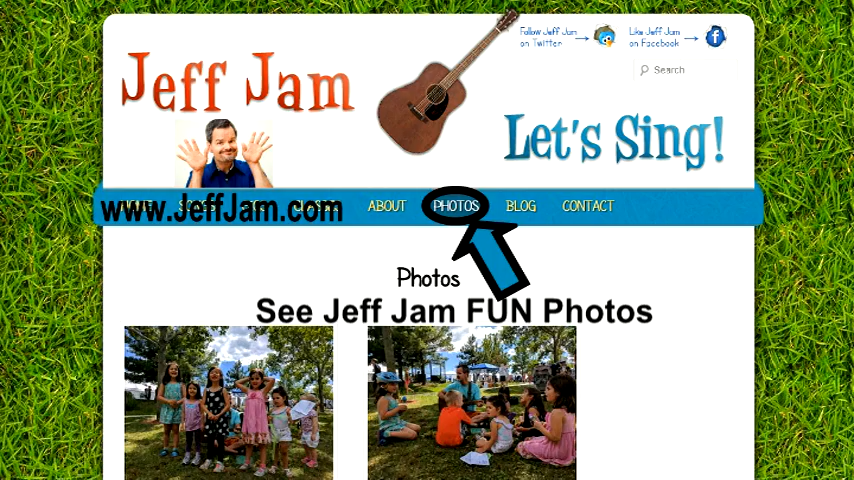 Follow Jeff Jam
on Twitter
Like Jeff Jam
on Facebook
Search
Jeff Jam
Let's Sing!
www.JeffJam.com
ABOUT PHOTOS BLOG CONTACT
Photos
See Jeff Jam FUN Photos